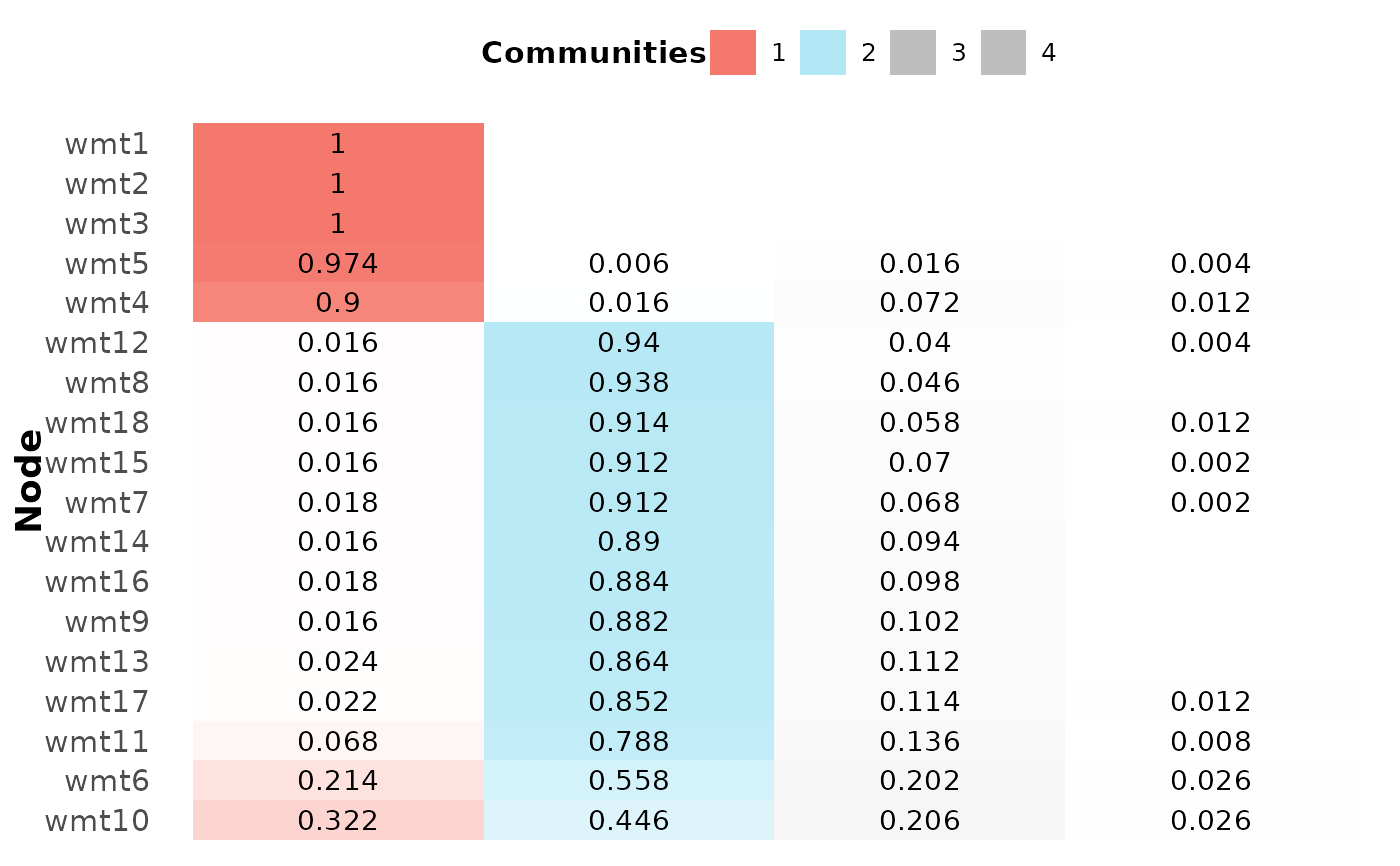 Communities 1 2 3 4
wmt1 1
wmt2 1
wmt3 1
wmt5 0.974 0.006 0.016 0.004
wmt4 0.9 0.016 0.072 0.012
wmt12 0.016 0.94 0.04 0.004
wmt8 0.016 0.938 0.046
wmt18 0.016 0.914 0.058 0.012
wmt15 0.016 0.912 0.07 0.002
wmt7 0.018 0.912 0.068 0.002
wmt14 0.016 0.89 0.094
wmt16 0.018 0.884 0.098
wmt9 0.016 0.882 0.102
wmt13 0.024 0.864 0.112
wmt17 0.022 0.852 0.114 0.012
wmt11 0.068 0.788 0.136 0.008
wmt6 0.214 0.558 0.202 0.026
wmt10 0.322 0.446 0.206 0.026
Node